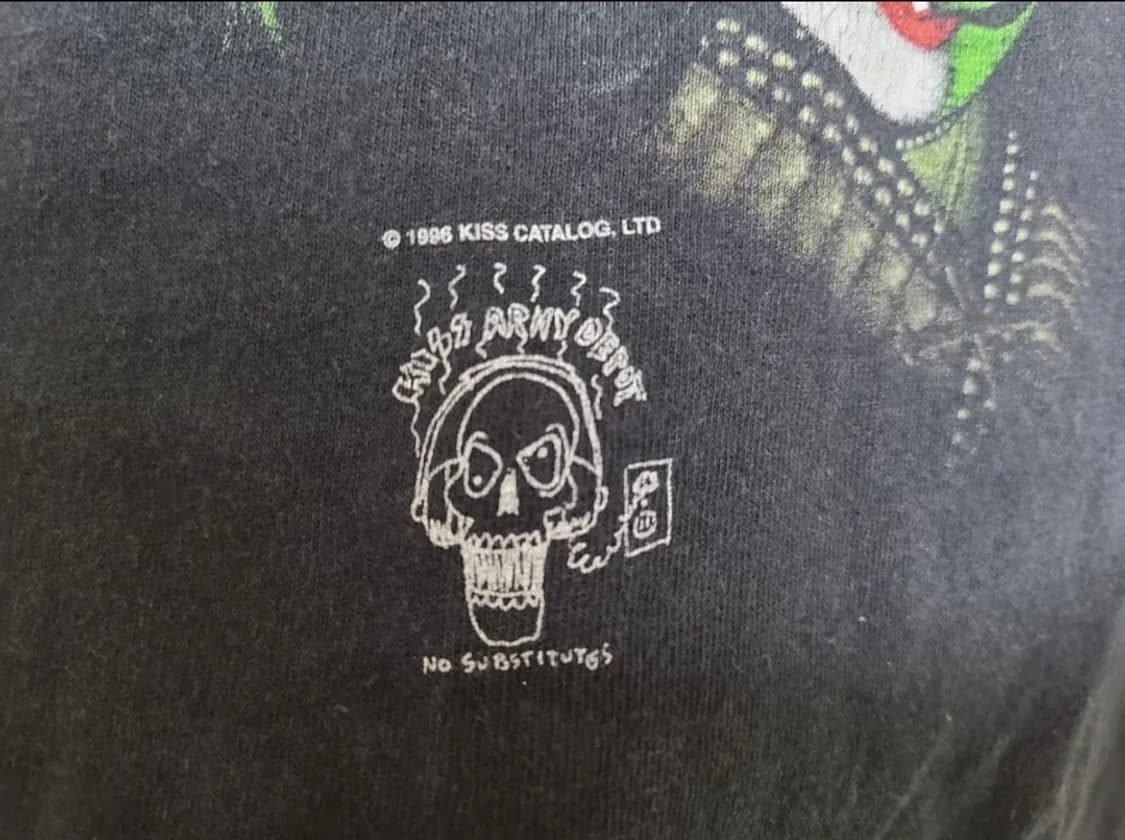 © 1996 KISS CATALOG, LTD
KISS ARMY DEPOT
NO SUBSTITUTES